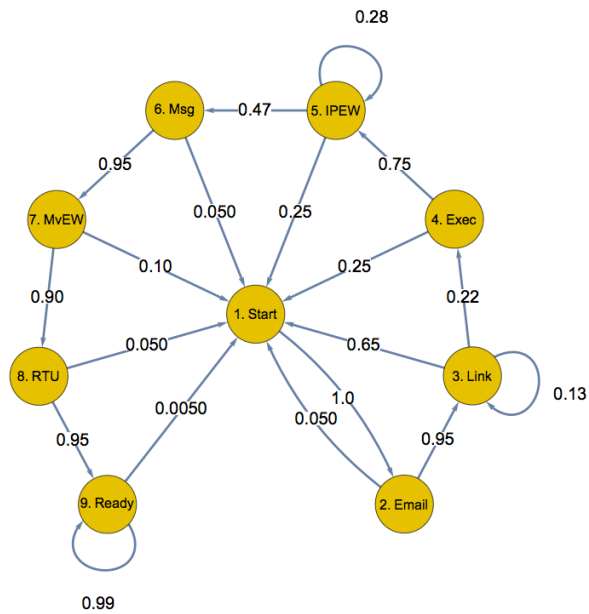 0.28
6. Msg
0.47
5. IPEW
0.95
0.75
0.050
0.25
7. MvEW
4. Exec
0.10
0.25
0.90
0.22
1. Start
0.050
0.65
8. RTU
3. Link
0.13
0.0050
1.0
0.050
0.95
0.95
9. Ready
2. Email
0.99